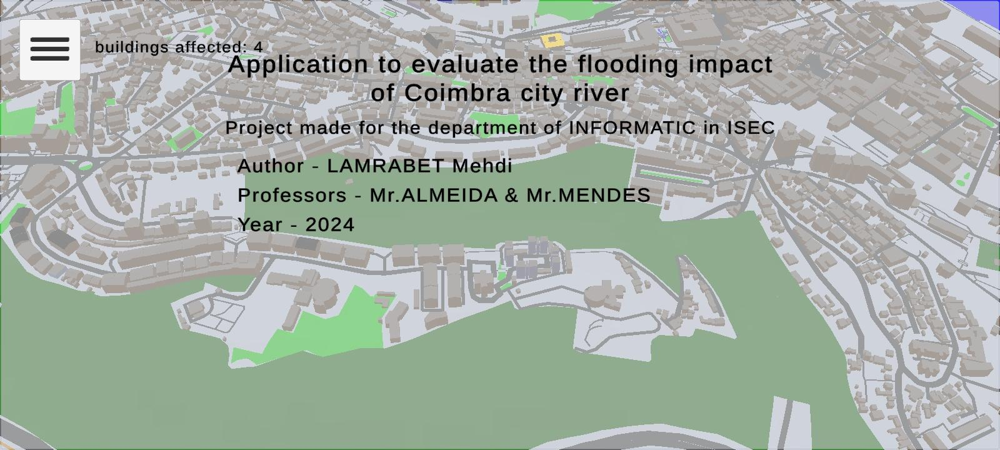 buildings affected: 4
Application to evaluate the flooding impact
of Coimbra city river
Project made for the department of INFORMATIC in ISEC
Author - LAMRABET Mehdi
Professors - Mr.ALMEIDA & Mr.MENDES
Year - 2024